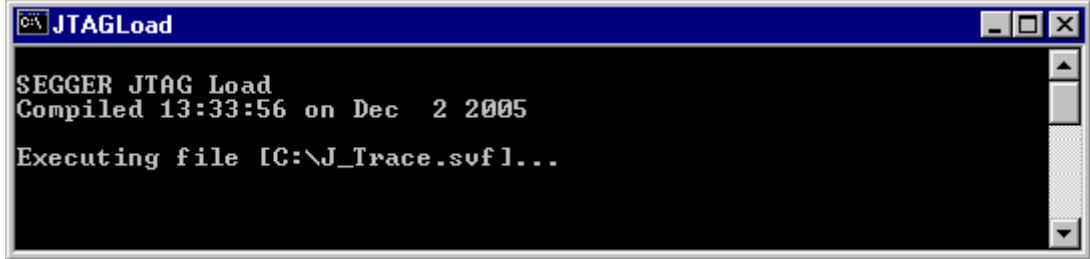 JTAGLoad
SEGGER JTAG Load
Compiled 13:33:56 on Dec  2 2005
Executing file [C:\J_Trace.svf]...